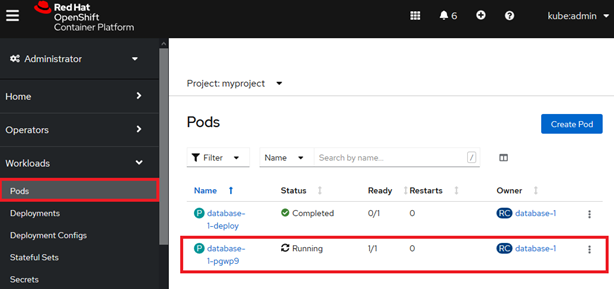 Red Hat
OpenShift
Container Platform
6
kube:admin
Administrator
Home
Operators
Workloads
Pods
Deployments
Deployment Configs
Stateful Sets
Secrets
Project: myproject
Pods
Create Pod
Filter
Name
Search by name...
/
Name
Status
Ready
Restarts
Owner
P database-
1-deploy
Completed
0/1
0
RC database-1
P database-
1-pgwp9
Running
1/1
0
RC database-1